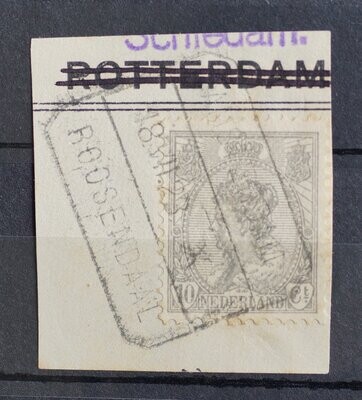 Schiedam.
ROTTERDAM
ROOSENDAAL
10 NEDERLAND Ct